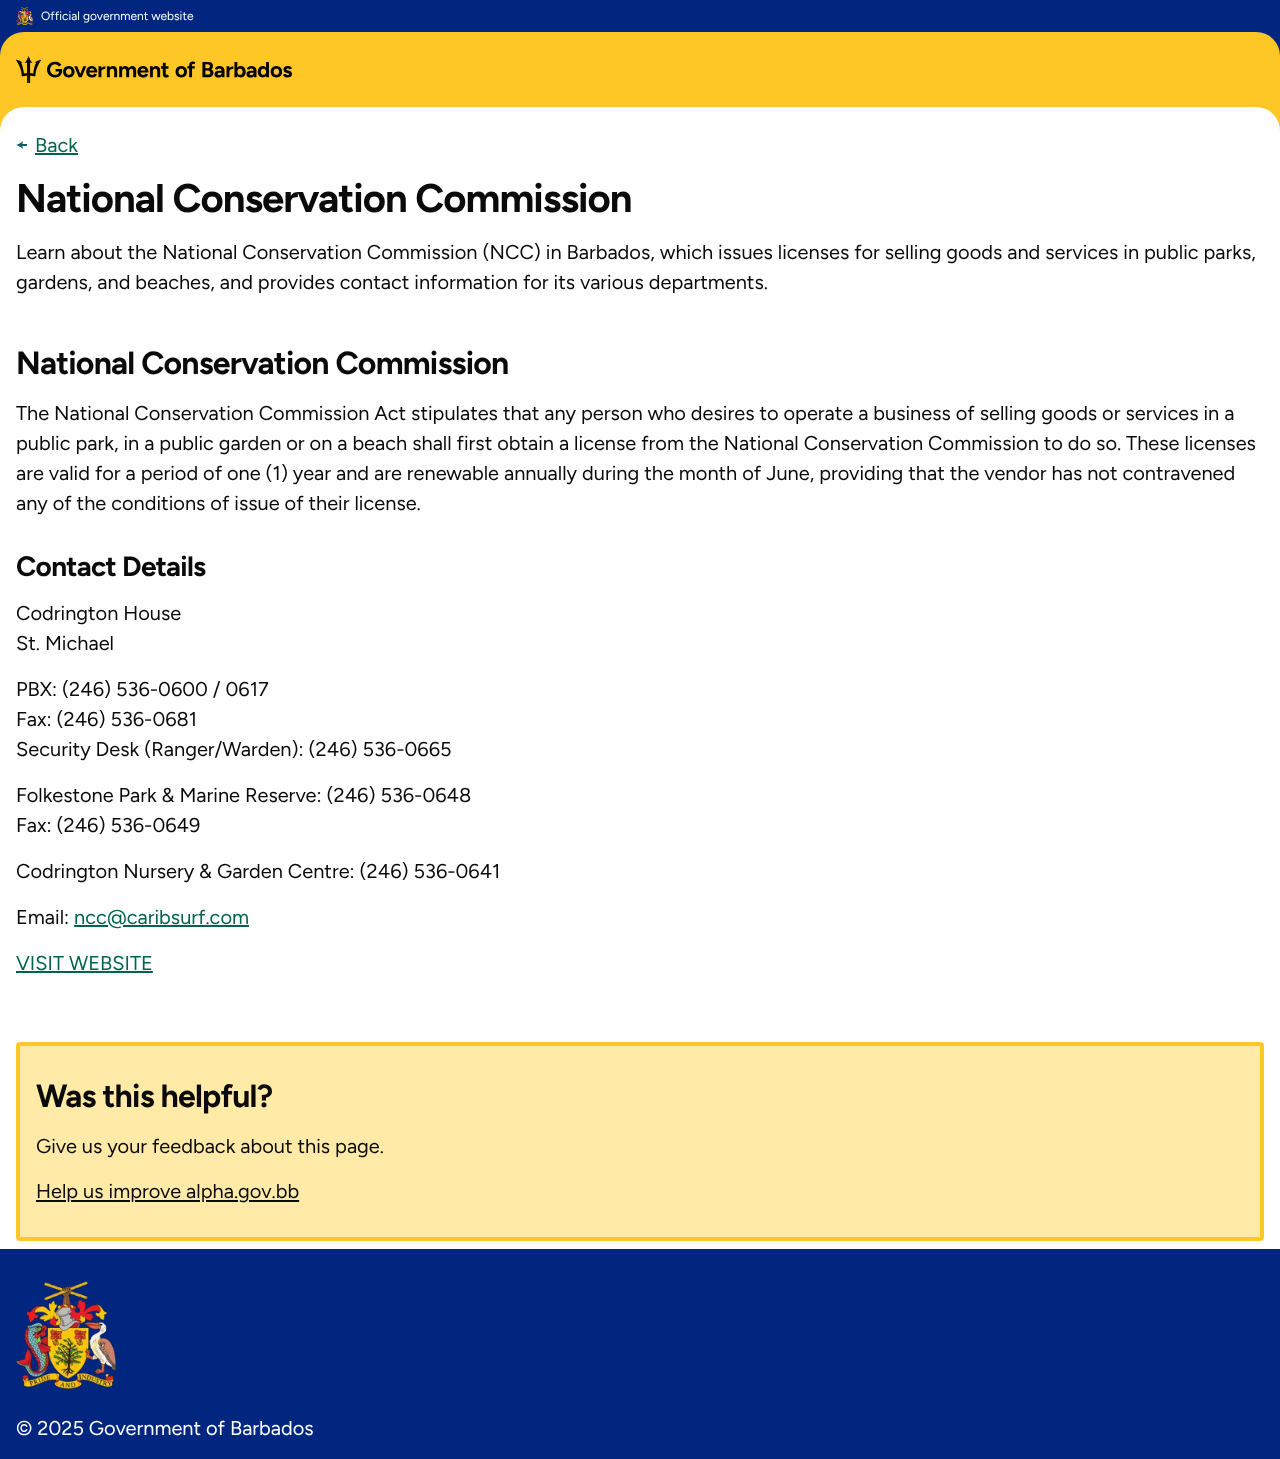 Official government website
Government of Barbados
Back
National Conservation Commission
Learn about the National Conservation Commission (NCC) in Barbados, which issues licenses for selling goods and services in public parks,
gardens, and beaches, and provides contact information for its various departments.
National Conservation Commission
The National Conservation Commission Act stipulates that any person who desires to operate a business of selling goods or services in a
public park, in a public garden or on a beach shall first obtain a license from the National Conservation Commission to do so. These licenses
are valid for a period of one (1) year and are renewable annually during the month of June, providing that the vendor has not contravened
any of the conditions of issue of their license.
Contact Details
Codrington House
St. Michael
PBX: (246) 536-0600 / 0617
Fax: (246) 536-0681
Security Desk (Ranger/Warden): (246) 536-0665
Folkestone Park & Marine Reserve: (246) 536-0648
Fax: (246) 536-0649
Codrington Nursery & Garden Centre: (246) 536-0641
Email: ncc@caribsurf.com
VISIT WEBSITE
Was this helpful?
Give us your feedback about this page.
Help us improve alpha.gov.bb
PRIDE AND INDUSTRY
© 2025 Government of Barbados